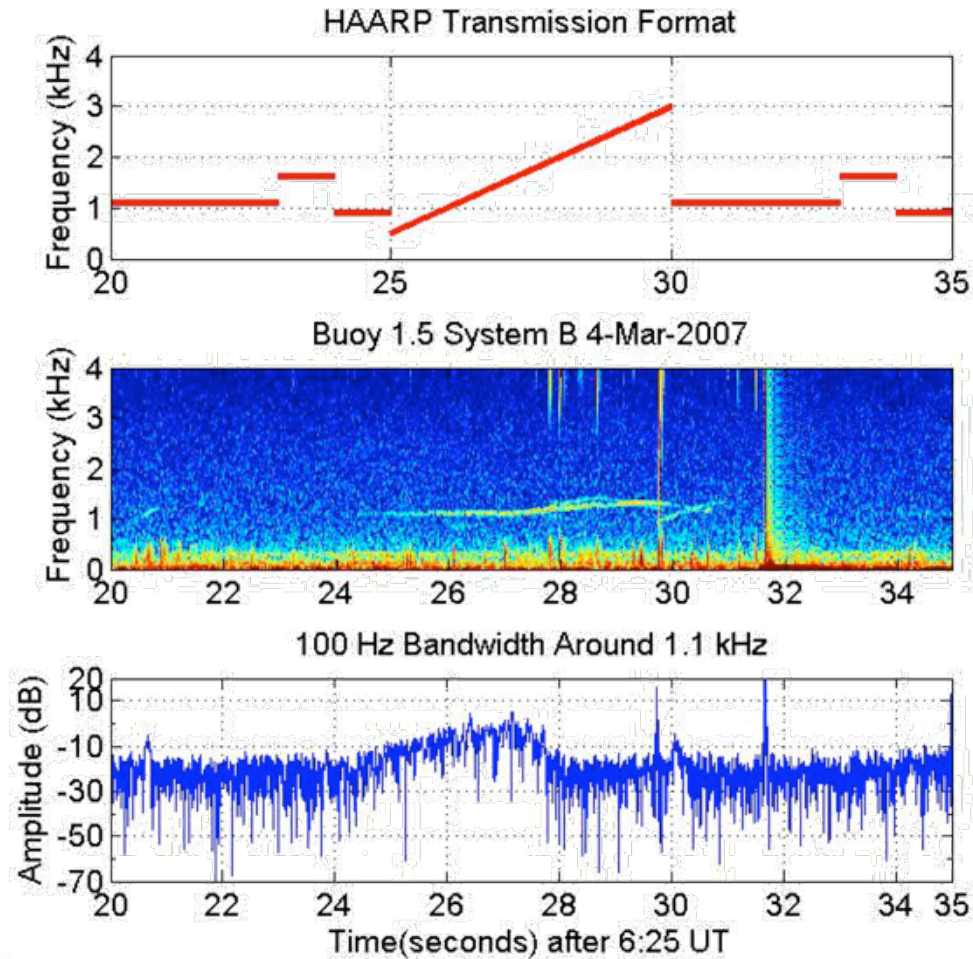 HAARP Transmission Format
Frequency (kHz)
4
3
2
1
0
20 25 30 35
Buoy 1.5 System B 4-Mar-2007
Frequency (kHz)
4
3
2
1
0
20 22 24 26 28 30 32 34
100 Hz Bandwidth Around 1.1 kHz
Amplitude (dB)
20
10
-10
-30
-50
-70
20 22 24 26 28 30 32 34 35
Time(seconds) after 6:25 UT